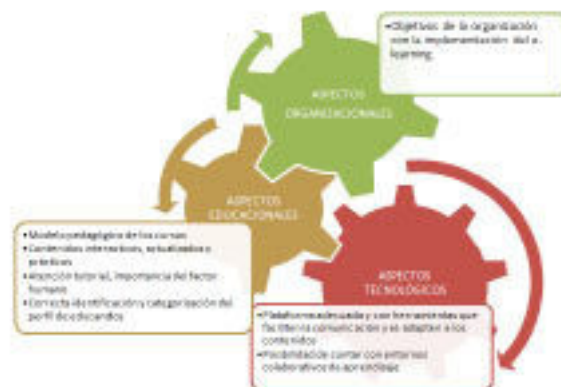 •Objetivos de la organización
con la implementación del e-
learning.
ASPECTOS
ORGANIZACIONALES
ASPECTOS
EDUCACIONALES
•Modelo pedagógico de los cursos
•Contenidos interactivos, actualizados y
prácticos
•Atención tutorial, importancia del factor
humano
•Correcta identificación y categorización del
perfil de educandos
ASPECTOS
TECNOLÓGICOS
•Plataforma adecuada y con herramientas que
faciliten la comunicación y se adapten a los
contenidos
•Posibilidad de contar con entornos
colaborativos de aprendizaje